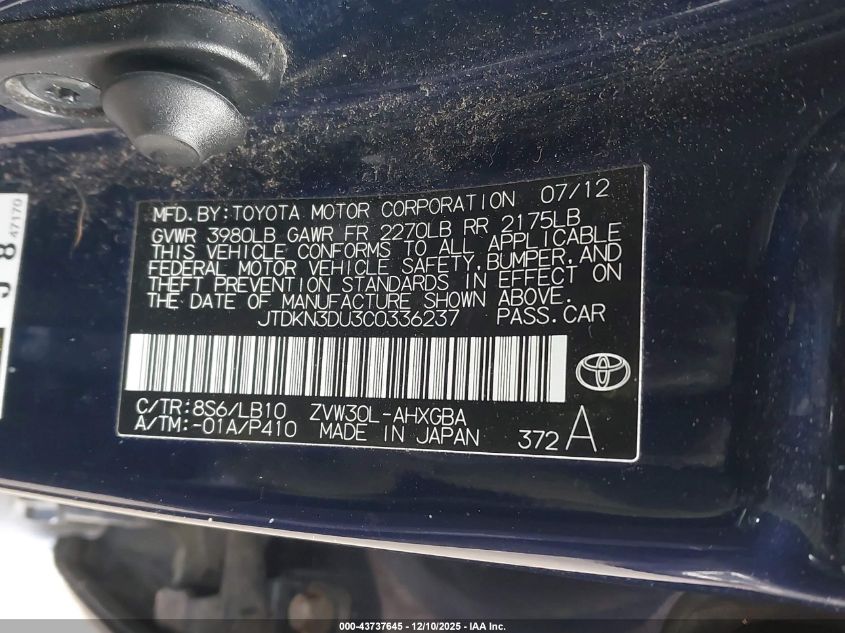 MFD. BY: TOYOTA MOTOR CORPORATION 07/12
GVWR 3980LB GAWR FR 2270LB RR 2175LB
THIS VEHICLE CONFORMS TO ALL APPLICABLE
FEDERAL MOTOR VEHICLE SAFETY, BUMPER, AND
THEFT PREVENTION STANDARDS IN EFFECT ON
THE DATE OF MANUFACTURE SHOWN ABOVE.
JTDKN3DU3C0336237 PASS. CAR
C/TR: 8S6/LB10 ZVW30L-AHXGBA
A/TM: -01A/P410 MADE IN JAPAN 372 A
47170
000-43737645 - 12/10/2025 - IAA Inc.